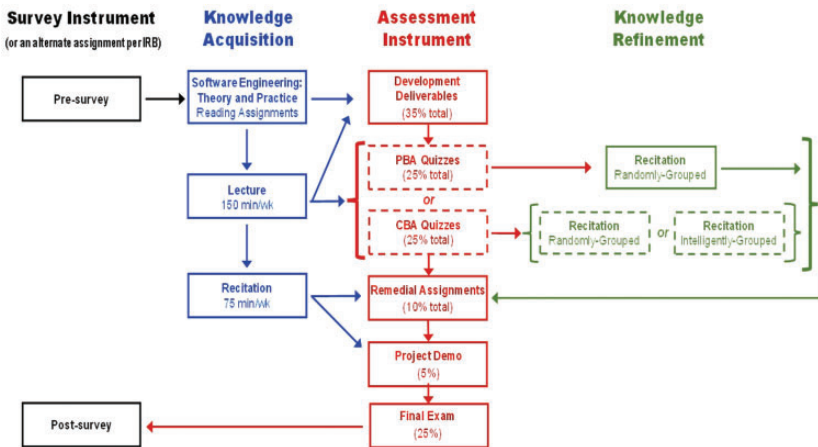 Survey Instrument
(or an alternate assignment per IRB)
Knowledge
Acquisition
Assessment
Instrument
Knowledge
Refinement
Pre-survey
Software Engineering:
Theory and Practice
Reading Assignments
Development
Deliverables
(35% total)
PBA Quizzes
(25% total)
Recitation
Randomly-Grouped
Lecture
150 min/wk
or
CBA Quizzes
(25% total)
Recitation
Randomly-Grouped
or
Recitation
Intelligently-Grouped
Recitation
75 min/wk
Remedial Assignments
(10% total)
Project Demo
(5%)
Post-survey
Final Exam
(25%)